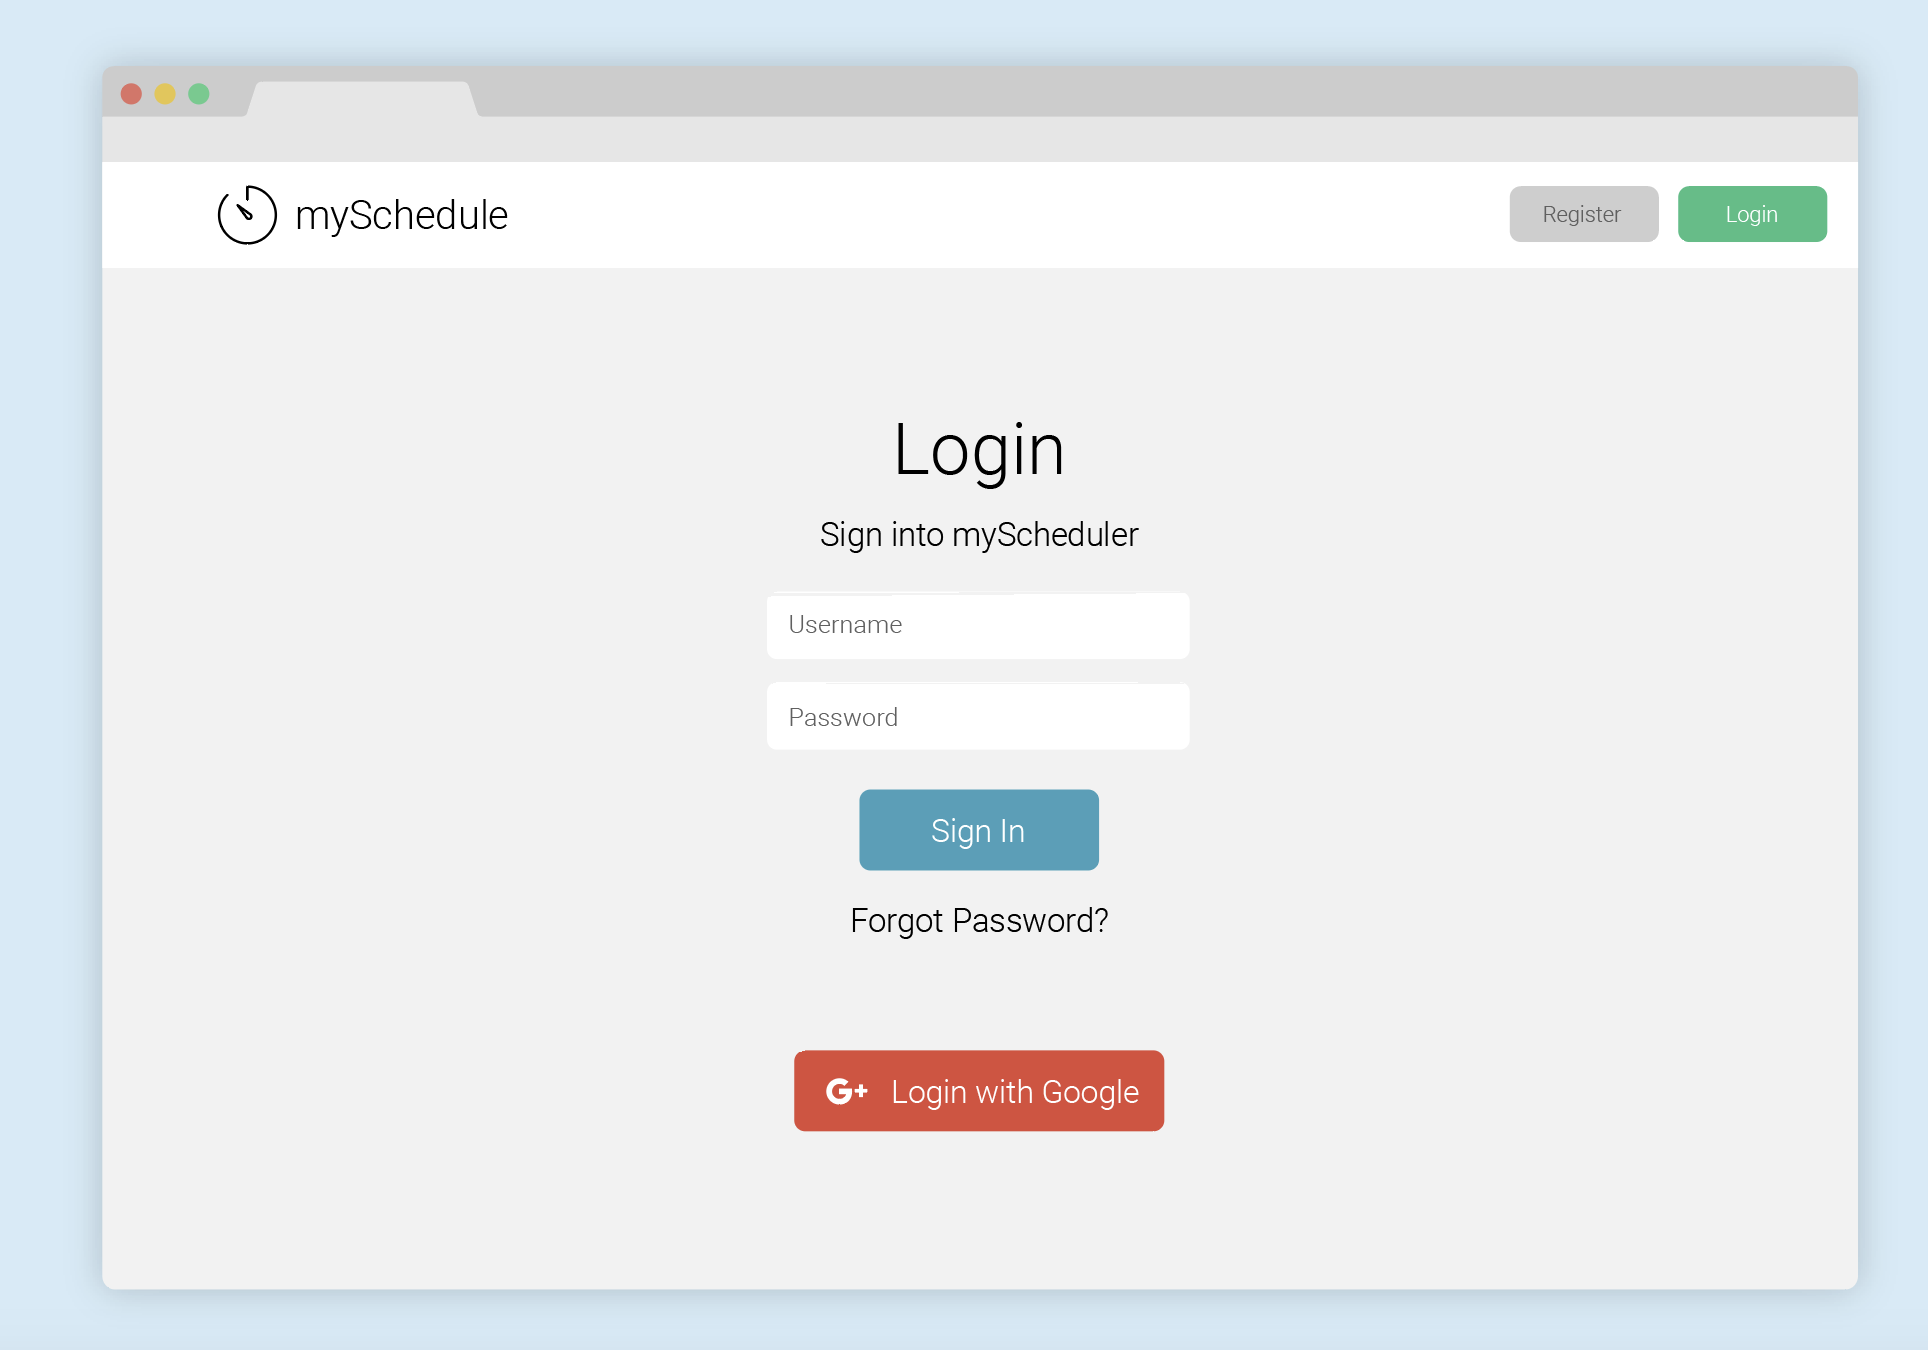 mySchedule
Register
Login
Login
Sign into myScheduler
Username
Password
Sign In
Forgot Password?
G+ Login with Google